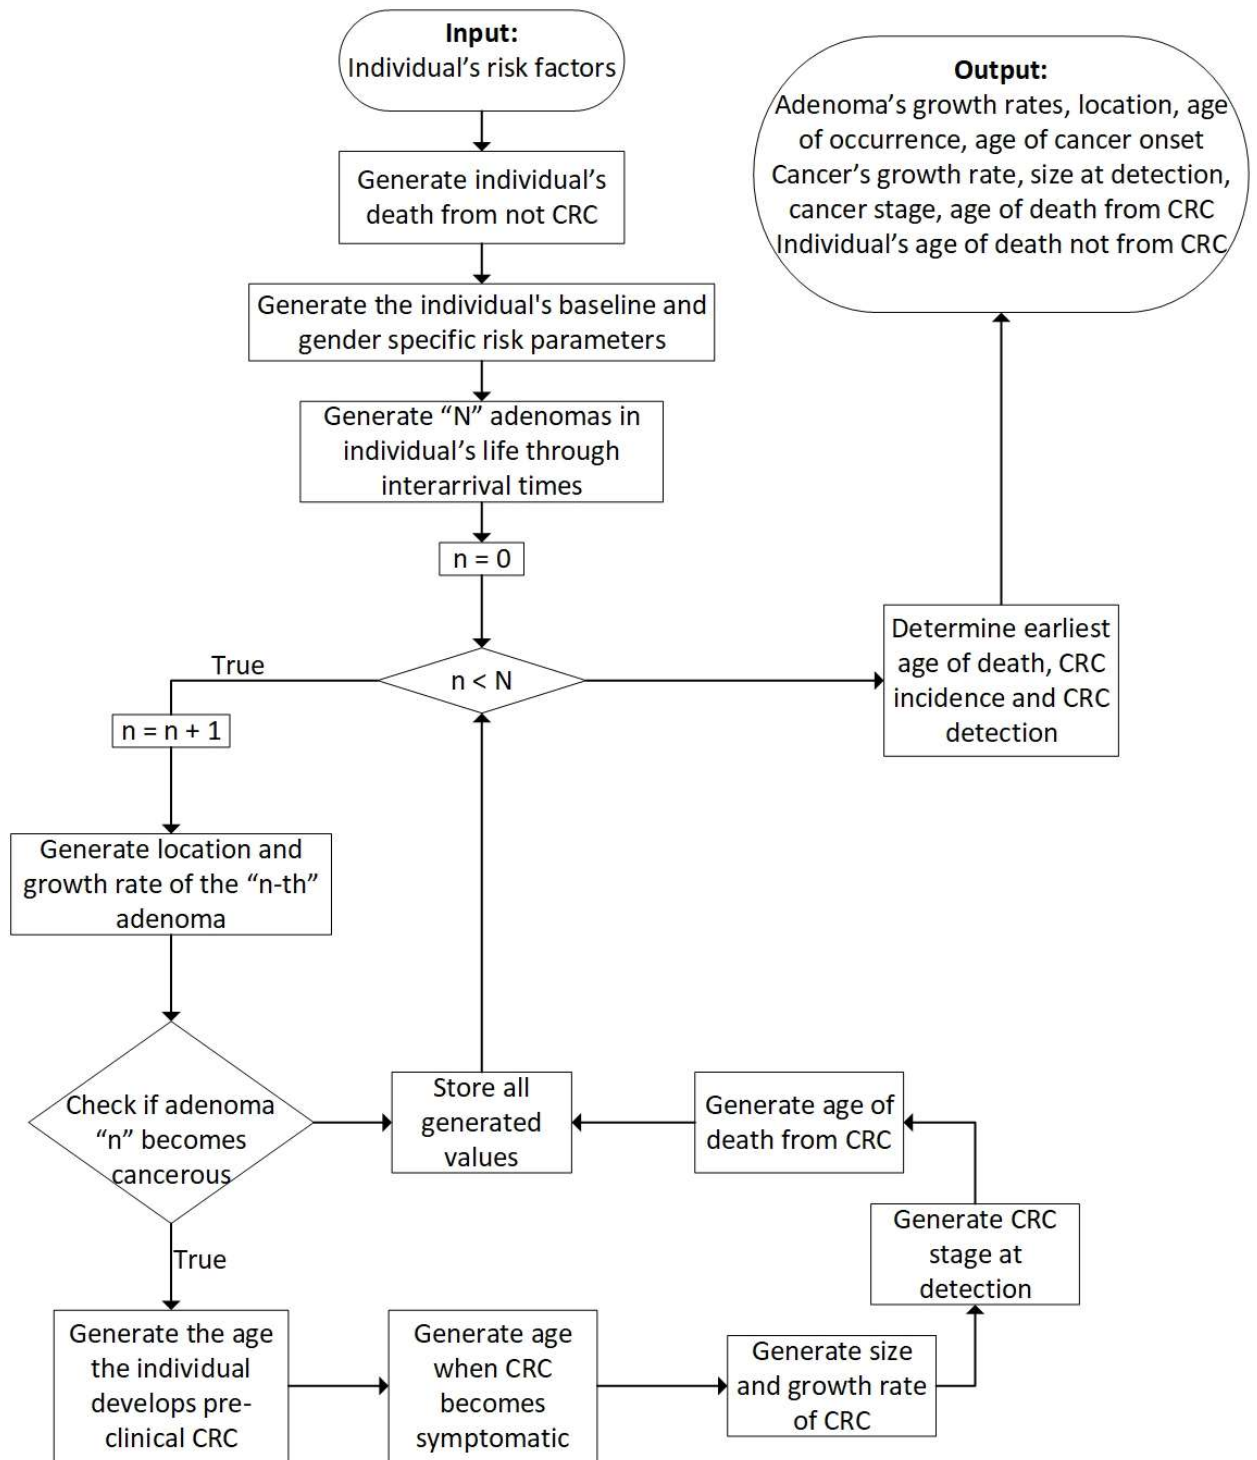 Input:
Individual’s risk factors
Generate individual’s
death from not CRC
Generate the individual's baseline and
gender specific risk parameters
Generate “N” adenomas in
individual’s life through
interarrival times
n = 0
n < N
True
n = n + 1
Generate location and
growth rate of the “n-th”
adenoma
Check if adenoma
“n” becomes
cancerous
True
Generate the age
the individual
develops pre-
clinical CRC
Generate age
when CRC
becomes
symptomatic
Generate size
and growth rate
of CRC
Generate CRC
stage at
detection
Generate age of
death from CRC
Store all
generated
values
Determine earliest
age of death, CRC
incidence and CRC
detection
Output:
Adenoma’s growth rates, location, age
of occurrence, age of cancer onset
Cancer’s growth rate, size at detection,
cancer stage, age of death from CRC
Individual’s age of death not from CRC